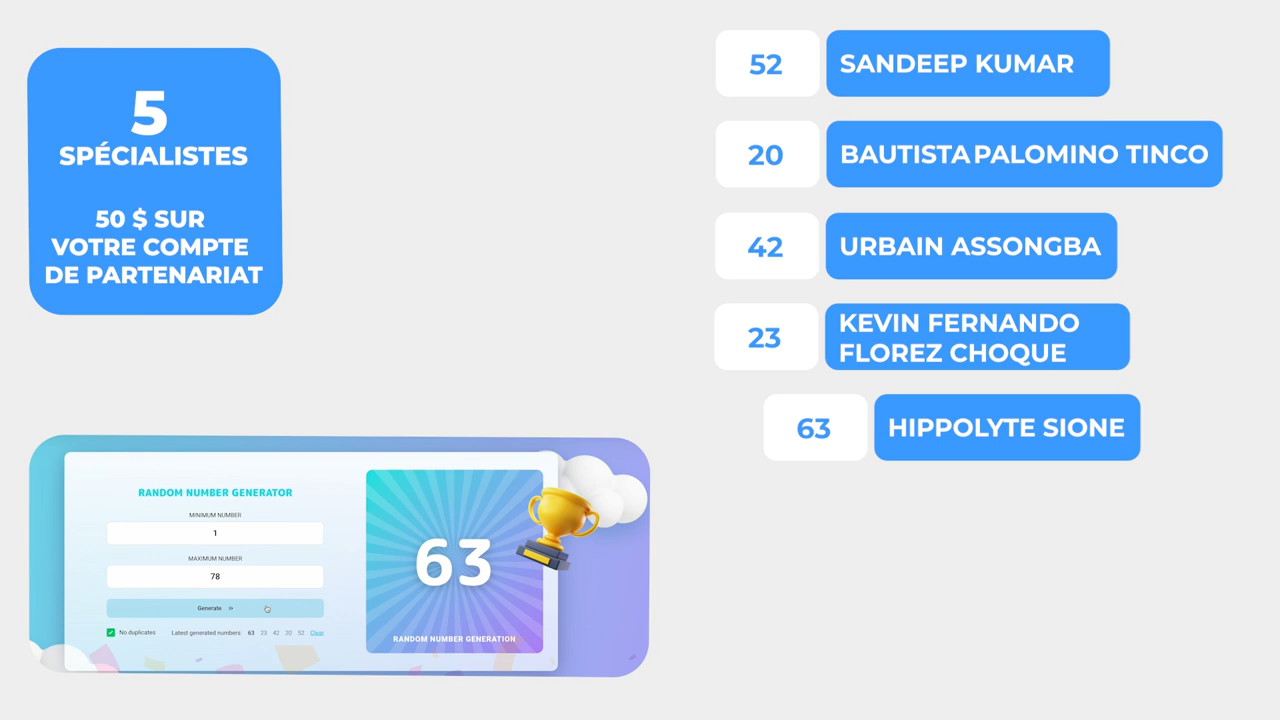 5
SPÉCIALISTES
50 $ SUR
VOTRE COMPTE
DE PARTENARIAT
52 SANDEEP KUMAR
20 BAUTISTA PALOMINO TINCO
42 URBAIN ASSONGBA
23 KEVIN FERNANDO
FLOREZ CHOQUE
63 HIPPOLYTE SIONE
RANDOM NUMBER GENERATOR
MINIMUM NUMBER
1
MAXIMUM NUMBER
78
Generate »
No duplicates Latest generated numbers: 63 23 42 20 52 Clear
63
RANDOM NUMBER GENERATION